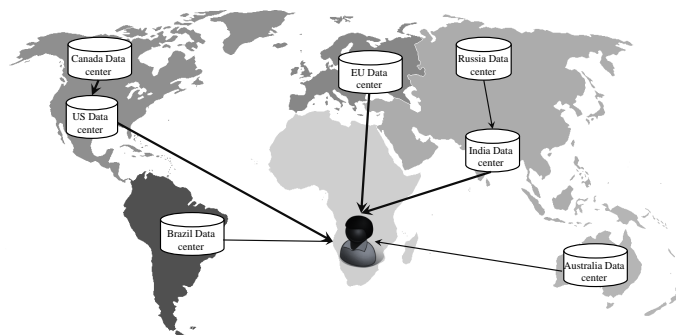 Canada Data
center
US Data
center
EU Data
center
Russia Data
center
India Data
center
Brazil Data
center
Australia Data
center